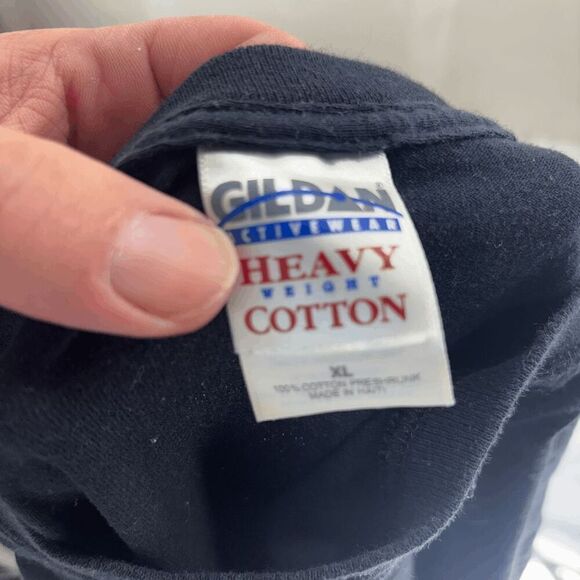 GILDAN®
ACTIVEWEAR
HEAVY
WEIGHT
COTTON
XL
100% COTTON PRESHRUNK
MADE IN HAITI